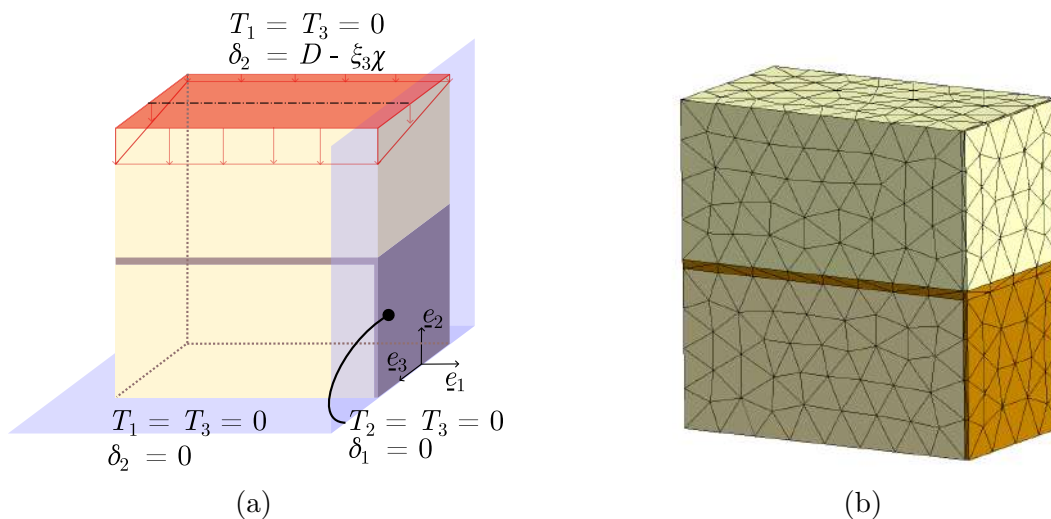 T₁ = T₃ = 0
δ₂ = D - ξ₃χ
e₂
e₃
e₁
T₁ = T₃ = 0
T₂ = T₃ = 0
δ₂ = 0
δ₁ = 0
(a)
(b)